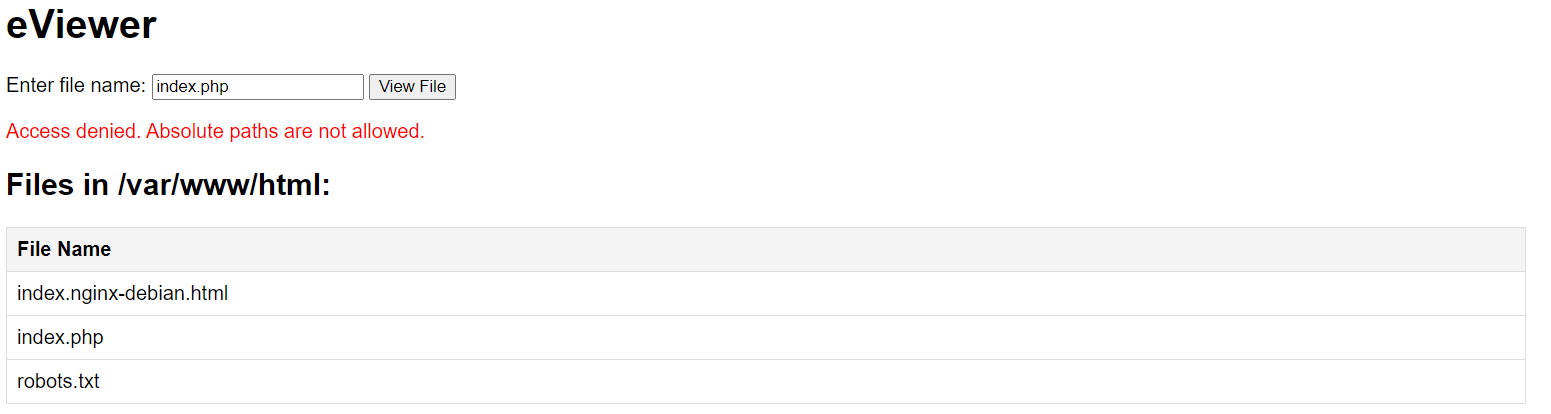 eViewer
Enter file name: index.php View File
Access denied. Absolute paths are not allowed.
Files in /var/www/html:
File Name
index.nginx-debian.html
index.php
robots.txt